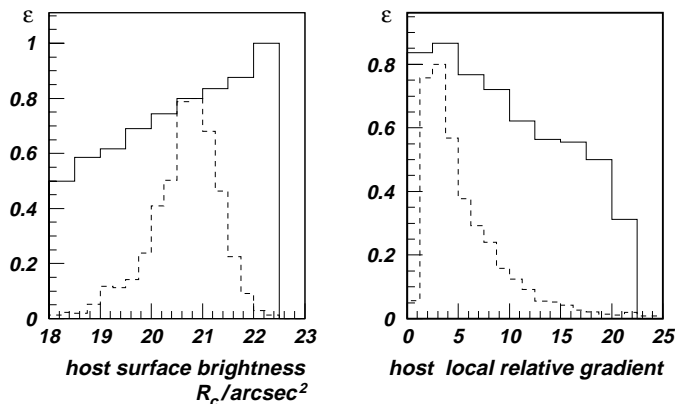 ε
1
0.8
0.6
0.4
0.2
0
18 19 20 21 22 23
host surface brightness
R_c/arcsec²
ε
0.8
0.6
0.4
0.2
0
0 5 10 15 20 25
host local relative gradient